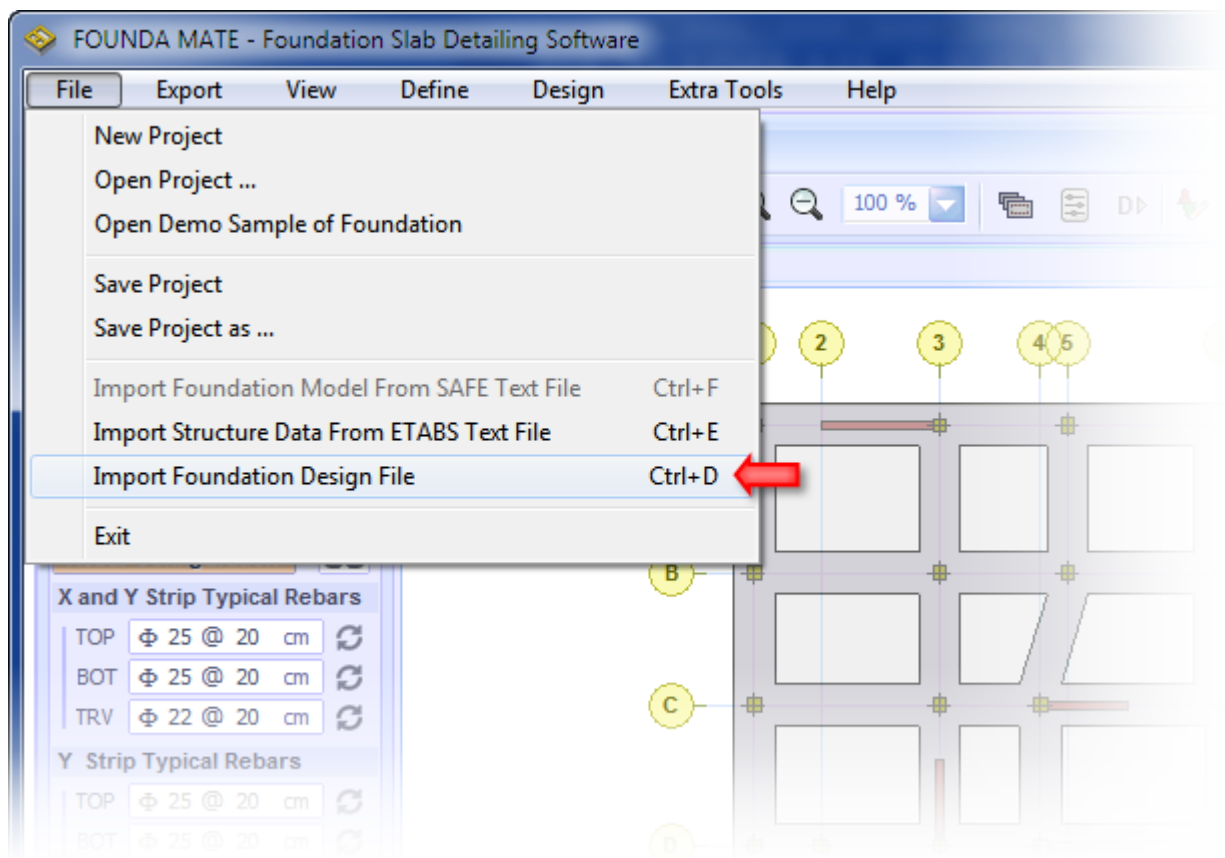 FOUNDA MATE - Foundation Slab Detailing Software
File Export View Define Design Extra Tools Help
New Project
Open Project ...
Open Demo Sample of Foundation
100 %
D
Save Project
Save Project as ...
2 3 4 5
Import Foundation Model From SAFE Text File Ctrl+F
Import Structure Data From ETABS Text File Ctrl+E
Import Foundation Design File Ctrl+D
Exit
B
X and Y Strip Typical Rebars
TOP Φ 25 @ 20 cm
BOT Φ 25 @ 20 cm
TRV Φ 22 @ 20 cm
C
Y Strip Typical Rebars
TOP Φ 25 @ 20 cm
BOT Φ 25 @ 20 cm
D